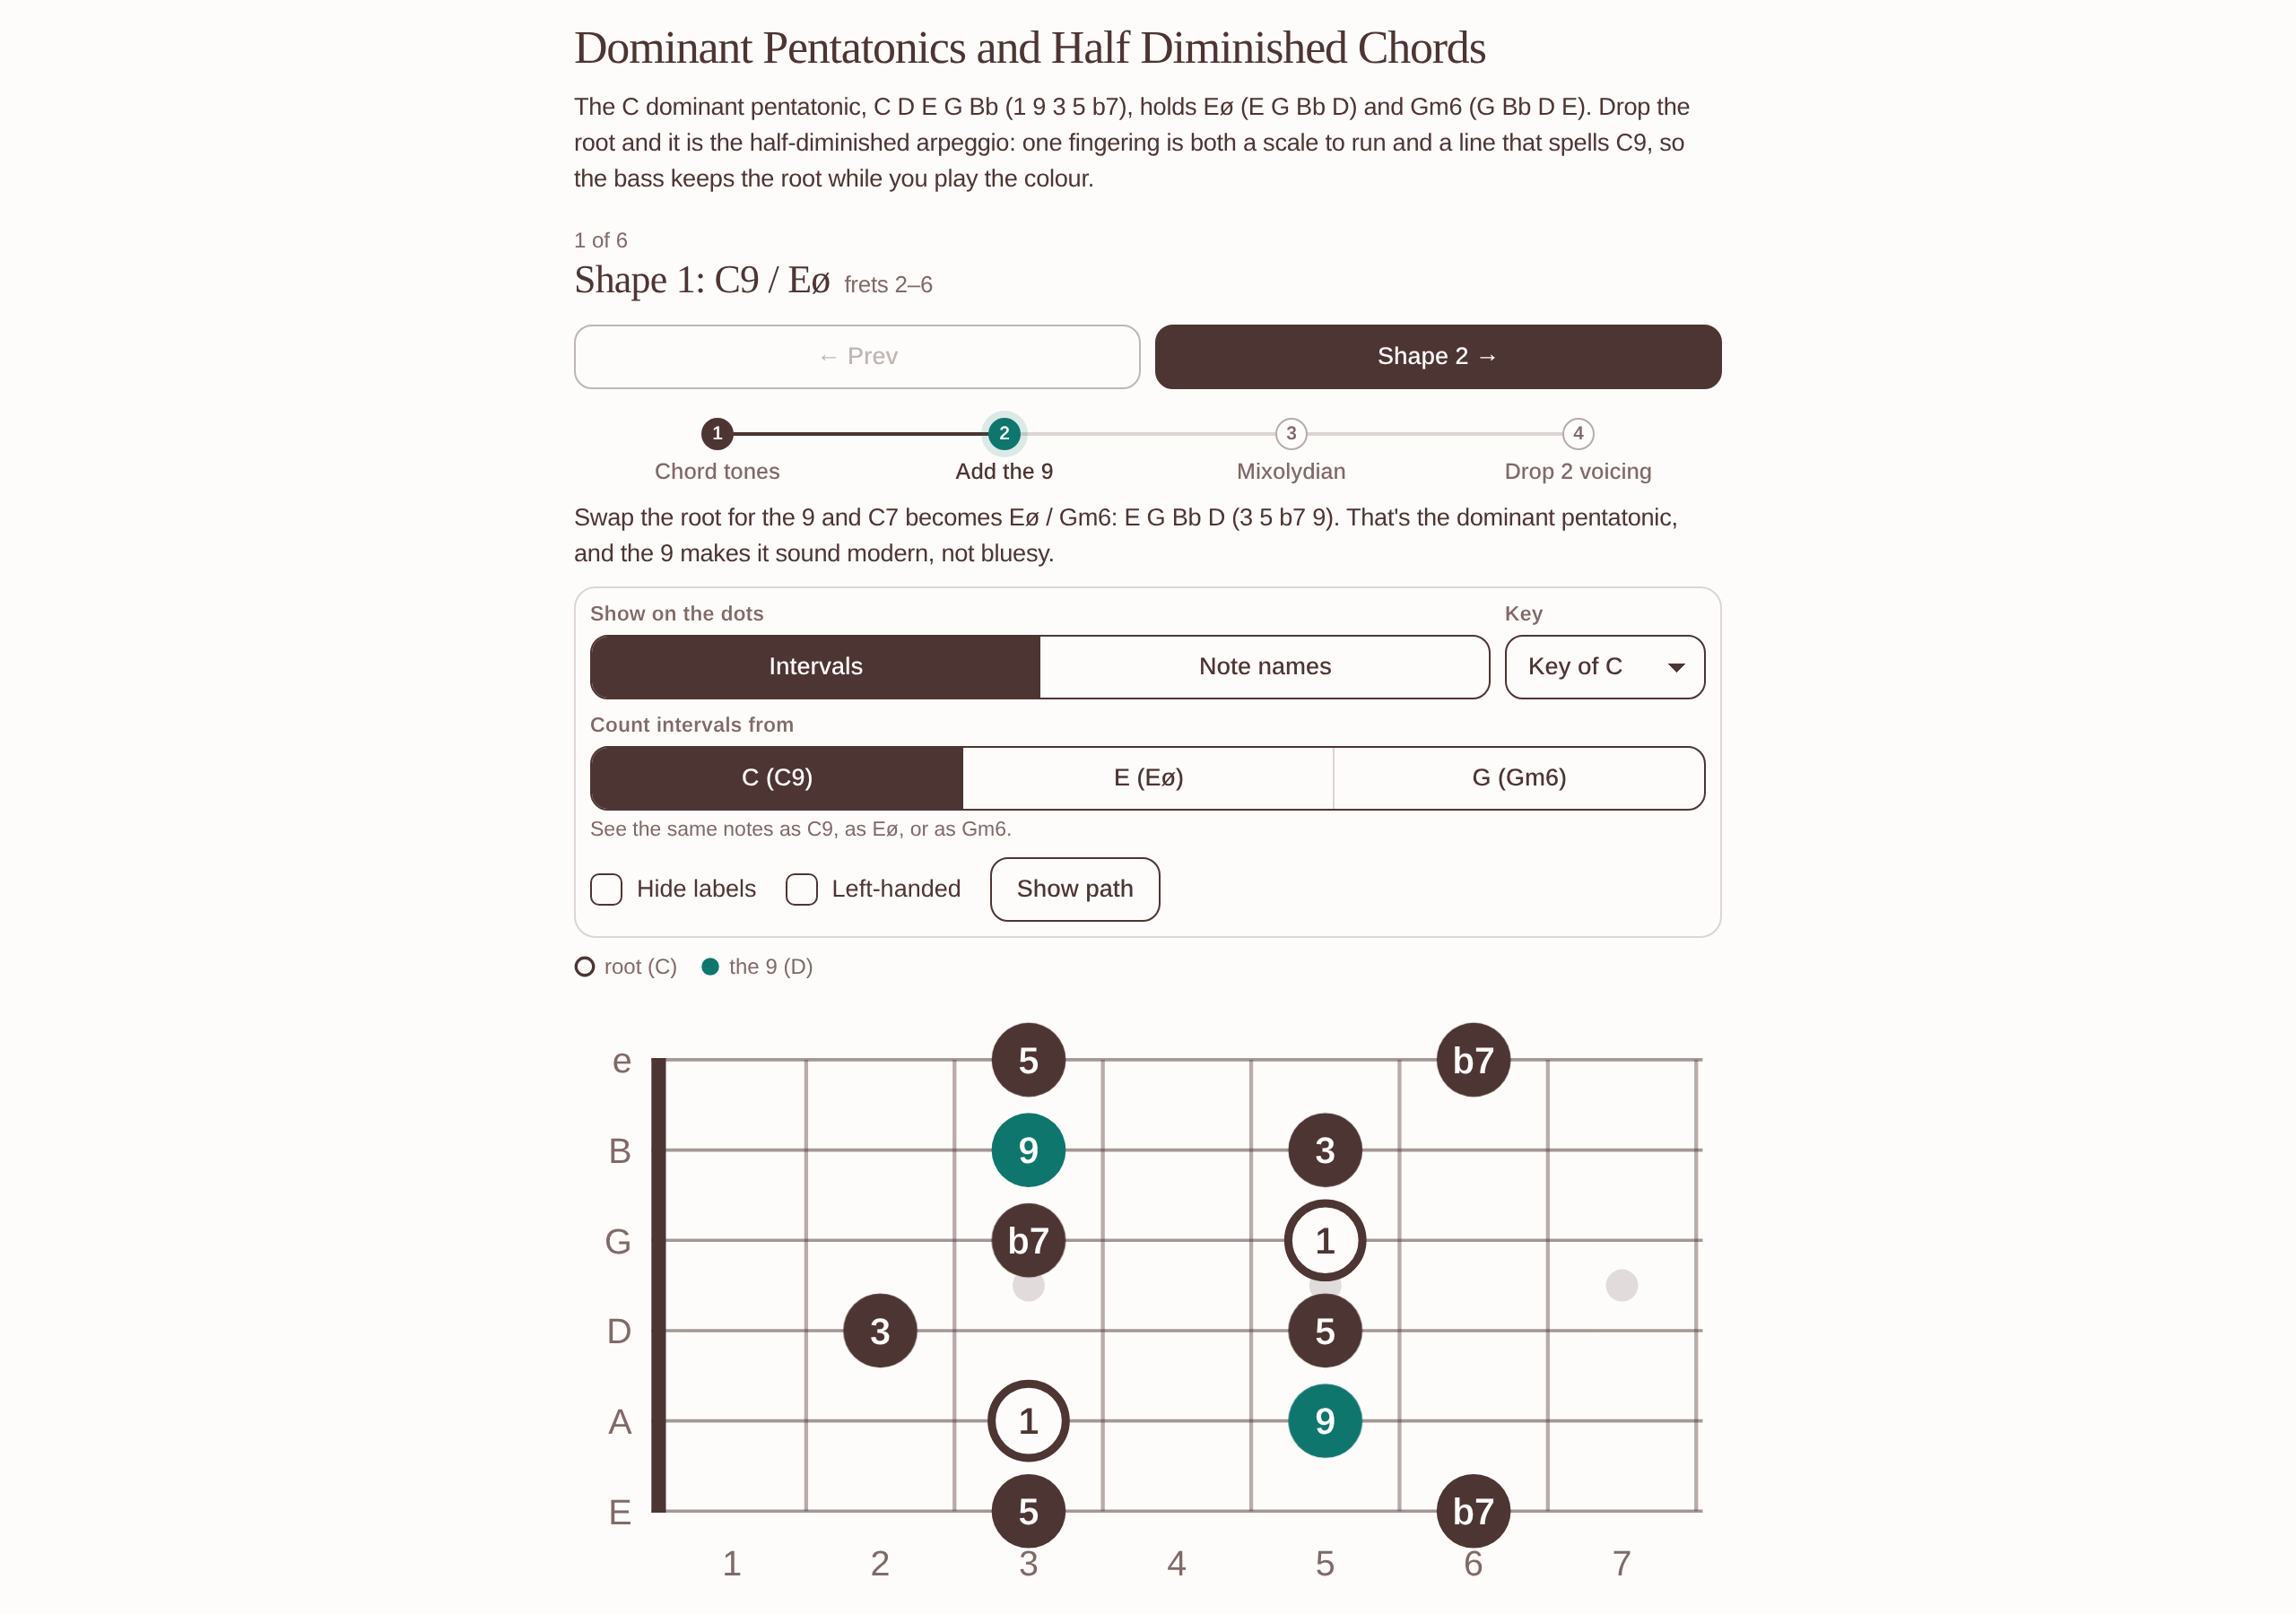 Dominant Pentatonics and Half Diminished Chords
The C dominant pentatonic, C D E G Bb (1 9 3 5 b7), holds Eø (E G Bb D) and Gm6 (G Bb D E). Drop the
root and it is the half-diminished arpeggio: one fingering is both a scale to run and a line that spells C9, so
the bass keeps the root while you play the colour.
1 of 6
Shape 1: C9 / Eø frets 2–6
← Prev
Shape 2 →
1 2 3 4
Chord tones Add the 9 Mixolydian Drop 2 voicing
Swap the root for the 9 and C7 becomes Eø / Gm6: E G Bb D (3 5 b7 9). That's the dominant pentatonic,
and the 9 makes it sound modern, not bluesy.
Show on the dots Key
Intervals Note names Key of C
Count intervals from
C (C9) E (Eø) G (Gm6)
See the same notes as C9, as Eø, or as Gm6.
Hide labels Left-handed Show path
root (C) the 9 (D)
e 5 b7
B 9 3
G b7 1
D 3 5
A 1 9
E 5 b7
1 2 3 4 5 6 7